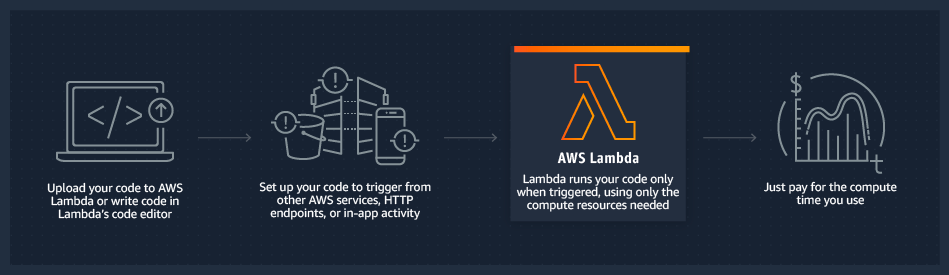 Upload your code to AWS
Lambda or write code in
Lambda's code editor
Set up your code to trigger from
other AWS services, HTTP
endpoints, or in-app activity
AWS Lambda
Lambda runs your code only
when triggered, using only the
compute resources needed
$
t
Just pay for the compute
time you use